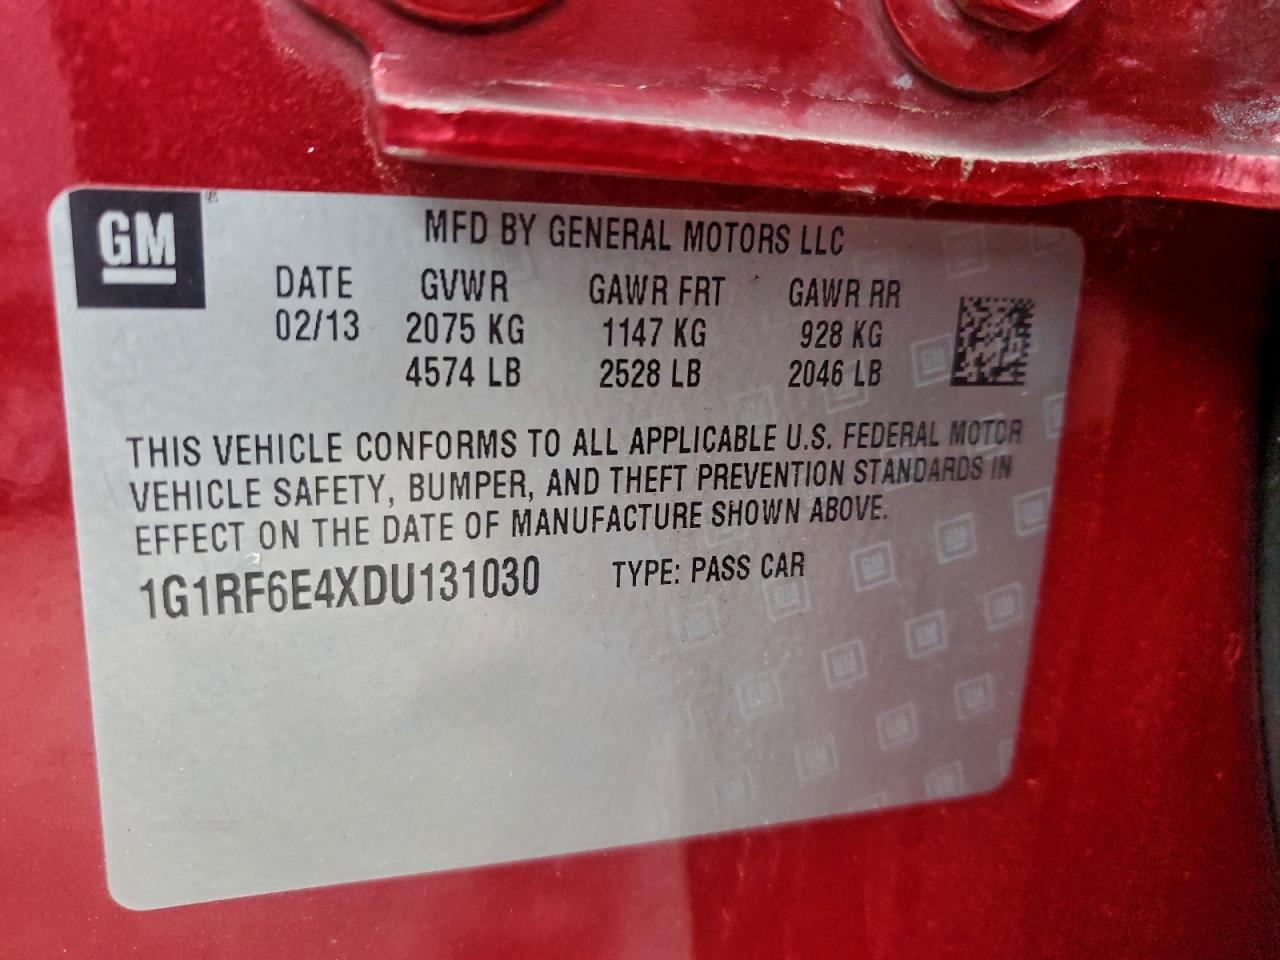 GM
MFD BY GENERAL MOTORS LLC
DATE GVWR GAWR FRT GAWR RR
02/13 2075 KG 1147 KG 928 KG
4574 LB 2528 LB 2046 LB
THIS VEHICLE CONFORMS TO ALL APPLICABLE U.S. FEDERAL MOTOR
VEHICLE SAFETY, BUMPER, AND THEFT PREVENTION STANDARDS IN
EFFECT ON THE DATE OF MANUFACTURE SHOWN ABOVE.
1G1RF6E4XDU131030 TYPE: PASS CAR